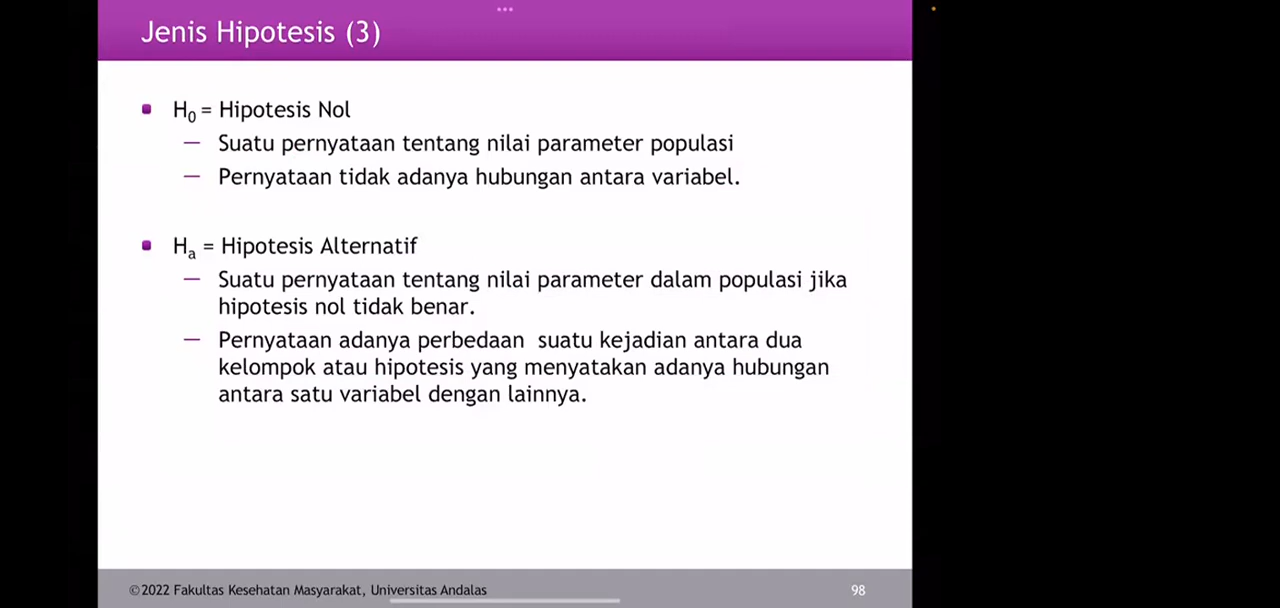 Jenis Hipotesis (3)
H0 = Hipotesis Nol
— Suatu pernyataan tentang nilai parameter populasi
— Pernyataan tidak adanya hubungan antara variabel.
Ha = Hipotesis Alternatif
— Suatu pernyataan tentang nilai parameter dalam populasi jika
hipotesis nol tidak benar.
— Pernyataan adanya perbedaan suatu kejadian antara dua
kelompok atau hipotesis yang menyatakan adanya hubungan
antara satu variabel dengan lainnya.
©2022 Fakultas Kesehatan Masyarakat, Universitas Andalas
98